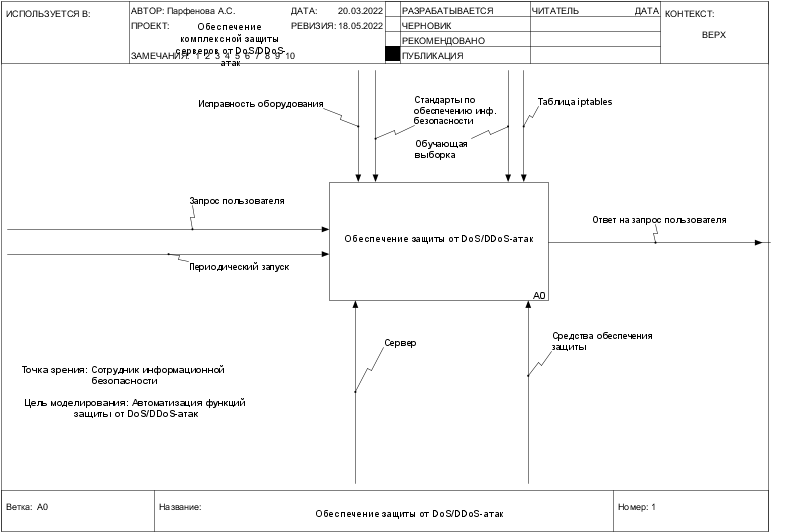 ИСПОЛЬЗУЕТСЯ В:
АВТОР: Парфенова А.С.
ДАТА: 20.03.2022
ПРОЕКТ: Обеспечение
комплексной защиты
серверов от DoS/DDoS-
атак
РЕВИЗИЯ: 18.05.2022
ЗАМЕЧАНИЯ: 1 2 3 4 5 6 7 8 9 10
РАЗРАБАТЫВАЕТСЯ
ЧЕРНОВИК
РЕКОМЕНДОВАНО
ПУБЛИКАЦИЯ
ЧИТАТЕЛЬ ДАТА
КОНТЕКСТ:
ВЕРХ
Исправность оборудования
Стандарты по
обеспечению инф.
безопасности
Обучающая
выборка
Таблица iptables
Запрос пользователя
Периодический запуск
Обеспечение защиты от DoS/DDoS-атак
A0
Ответ на запрос пользователя
Сервер
Средства обеспечения
защиты
Точка зрения: Сотрудник информационной
безопасности
Цель моделирования: Автоматизация функций
защиты от DoS/DDoS-атак
Ветка: A0
Название:
Обеспечение защиты от DoS/DDoS-атак
Номер: 1